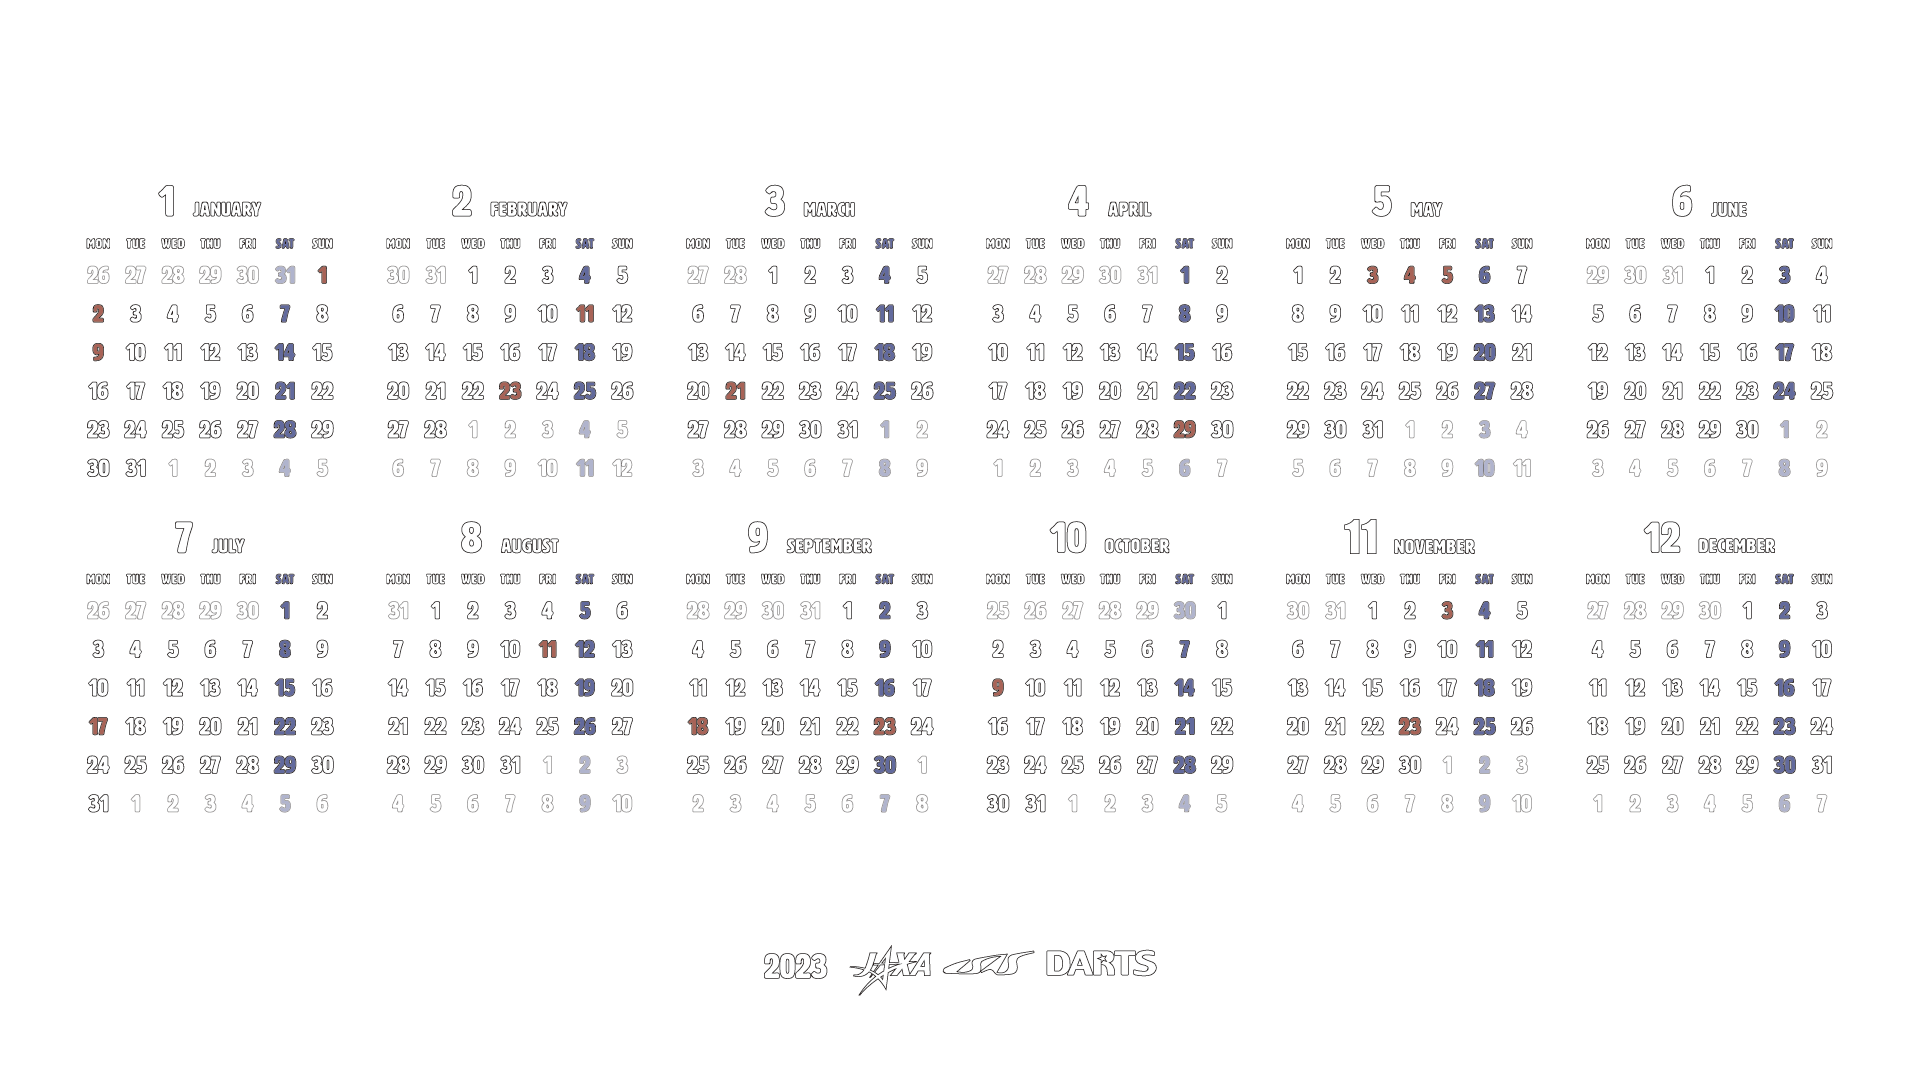 1 JANUARY
MON TUE WED THU FRI SAT SUN
26 27 28 29 30 31 1
2 3 4 5 6 7 8
9 10 11 12 13 14 15
16 17 18 19 20 21 22
23 24 25 26 27 28 29
30 31 1 2 3 4 5
2 FEBRUARY
MON TUE WED THU FRI SAT SUN
30 31 1 2 3 4 5
6 7 8 9 10 11 12
13 14 15 16 17 18 19
20 21 22 23 24 25 26
27 28 1 2 3 4 5
6 7 8 9 10 11 12
3 MARCH
MON TUE WED THU FRI SAT SUN
27 28 1 2 3 4 5
6 7 8 9 10 11 12
13 14 15 16 17 18 19
20 21 22 23 24 25 26
27 28 29 30 31 1 2
3 4 5 6 7 8 9
4 APRIL
MON TUE WED THU FRI SAT SUN
27 28 29 30 31 1 2
3 4 5 6 7 8 9
10 11 12 13 14 15 16
17 18 19 20 21 22 23
24 25 26 27 28 29 30
1 2 3 4 5 6 7
5 MAY
MON TUE WED THU FRI SAT SUN
1 2 3 4 5 6 7
8 9 10 11 12 13 14
15 16 17 18 19 20 21
22 23 24 25 26 27 28
29 30 31 1 2 3 4
5 6 7 8 9 10 11
6 JUNE
MON TUE WED THU FRI SAT SUN
29 30 31 1 2 3 4
5 6 7 8 9 10 11
12 13 14 15 16 17 18
19 20 21 22 23 24 25
26 27 28 29 30 1 2
3 4 5 6 7 8 9
7 JULY
MON TUE WED THU FRI SAT SUN
26 27 28 29 30 1 2
3 4 5 6 7 8 9
10 11 12 13 14 15 16
17 18 19 20 21 22 23
24 25 26 27 28 29 30
31 1 2 3 4 5 6
8 AUGUST
MON TUE WED THU FRI SAT SUN
31 1 2 3 4 5 6
7 8 9 10 11 12 13
14 15 16 17 18 19 20
21 22 23 24 25 26 27
28 29 30 31 1 2 3
4 5 6 7 8 9 10
9 SEPTEMBER
MON TUE WED THU FRI SAT SUN
28 29 30 31 1 2 3
4 5 6 7 8 9 10
11 12 13 14 15 16 17
18 19 20 21 22 23 24
25 26 27 28 29 30 1
2 3 4 5 6 7 8
10 OCTOBER
MON TUE WED THU FRI SAT SUN
25 26 27 28 29 30 1
2 3 4 5 6 7 8
9 10 11 12 13 14 15
16 17 18 19 20 21 22
23 24 25 26 27 28 29
30 31 1 2 3 4 5
11 NOVEMBER
MON TUE WED THU FRI SAT SUN
30 31 1 2 3 4 5
6 7 8 9 10 11 12
13 14 15 16 17 18 19
20 21 22 23 24 25 26
27 28 29 30 1 2 3
4 5 6 7 8 9 10
12 DECEMBER
MON TUE WED THU FRI SAT SUN
27 28 29 30 1 2 3
4 5 6 7 8 9 10
11 12 13 14 15 16 17
18 19 20 21 22 23 24
25 26 27 28 29 30 31
1 2 3 4 5 6 7
2023 JAXA ISAS DARTS